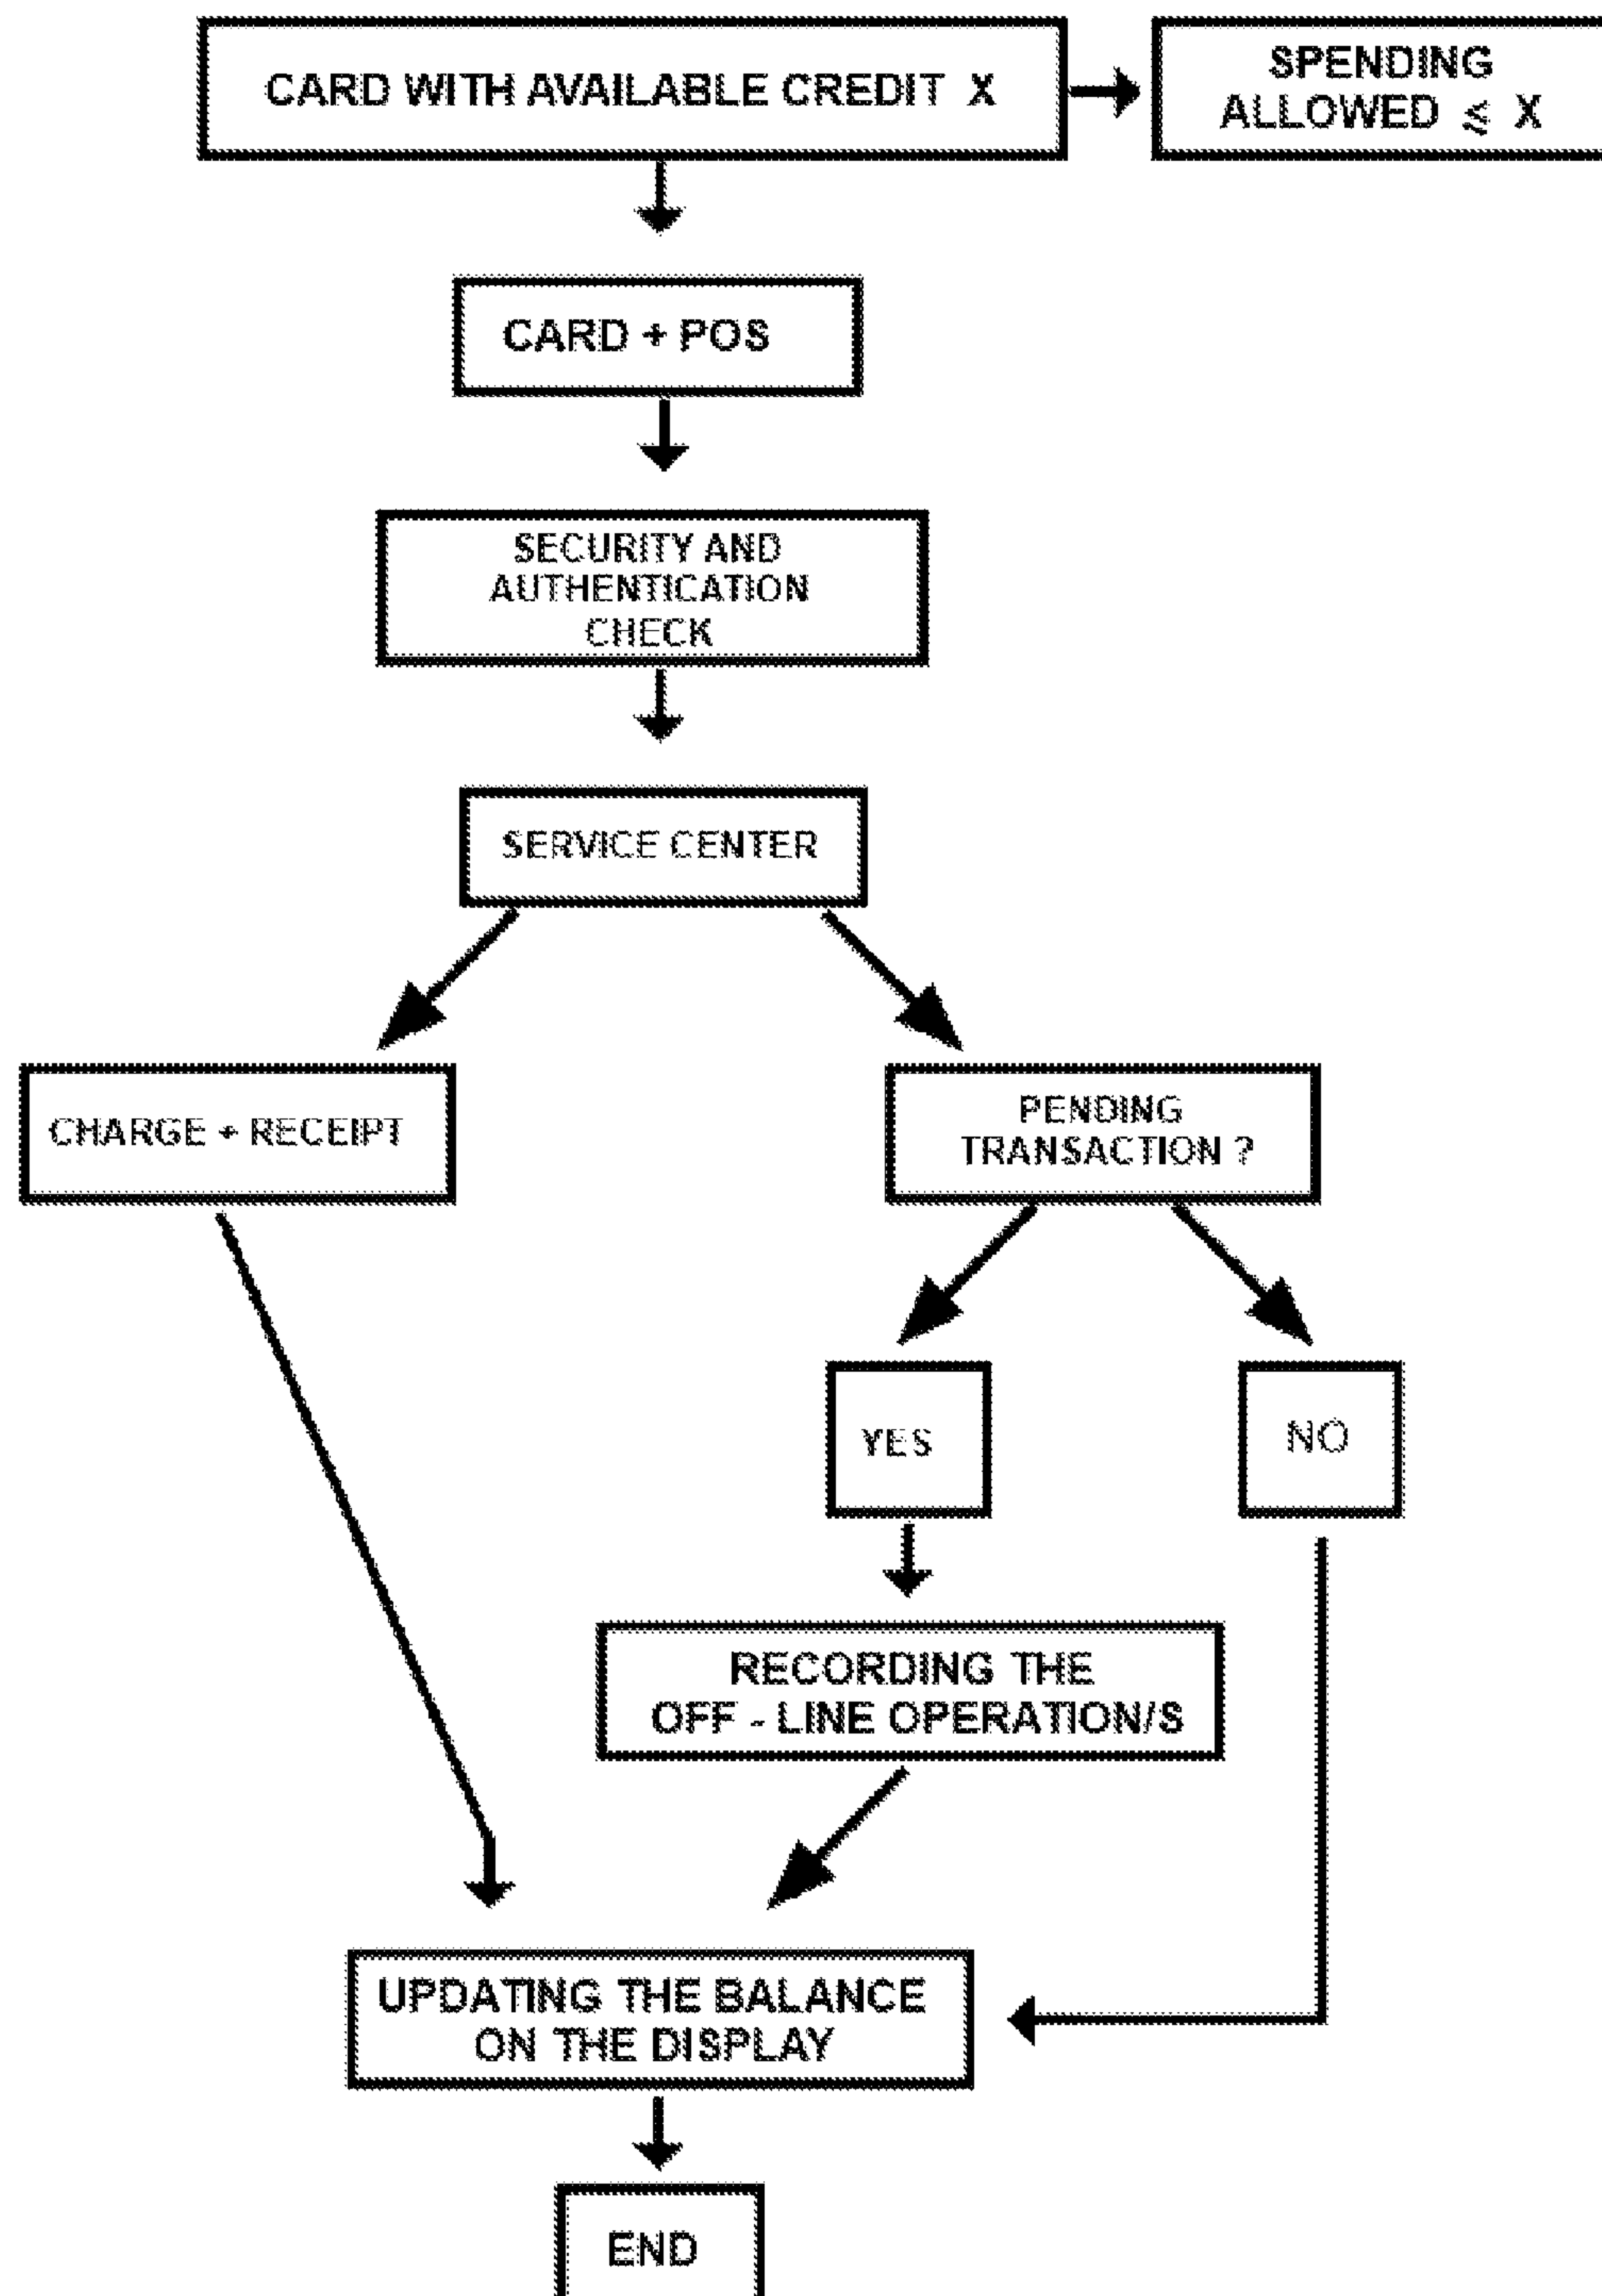 CARD WITH AVAILABLE CREDIT X
SPENDING
ALLOWED ≦ X
CARD + POS
SECURITY AND
AUTHENTICATION
CHECK
SERVICE CENTER
CHARGE + RECEIPT
PENDING
TRANSACTION ?
YES
NO
RECORDING THE
OFF - LINE OPERATION/S
UPDATING THE BALANCE
ON THE DISPLAY
END